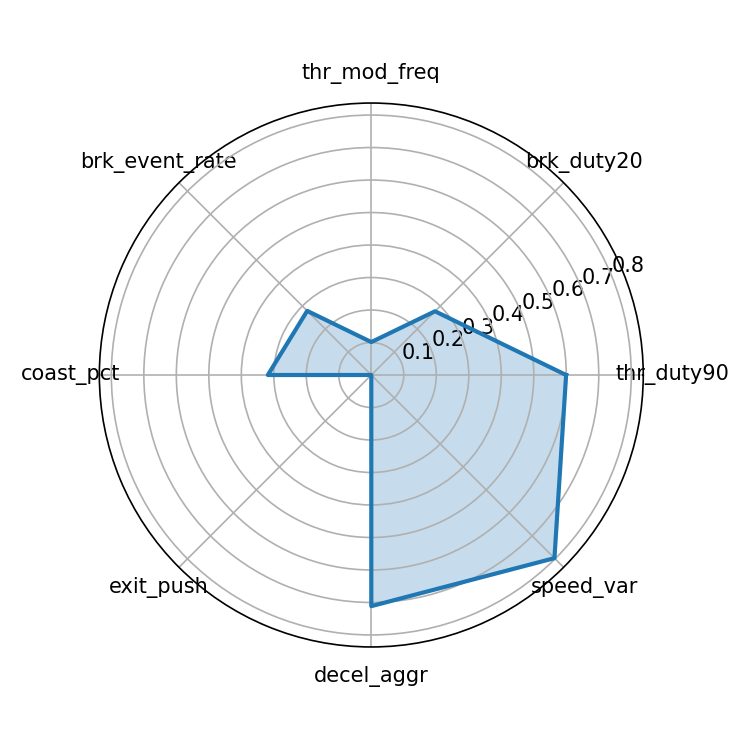 thr_mod_freq
brk_event_rate
brk_duty20
0.8
0.7
0.6
0.5
0.4
0.3
0.2
0.1
coast_pct
thr_duty90
exit_push
speed_var
decel_aggr